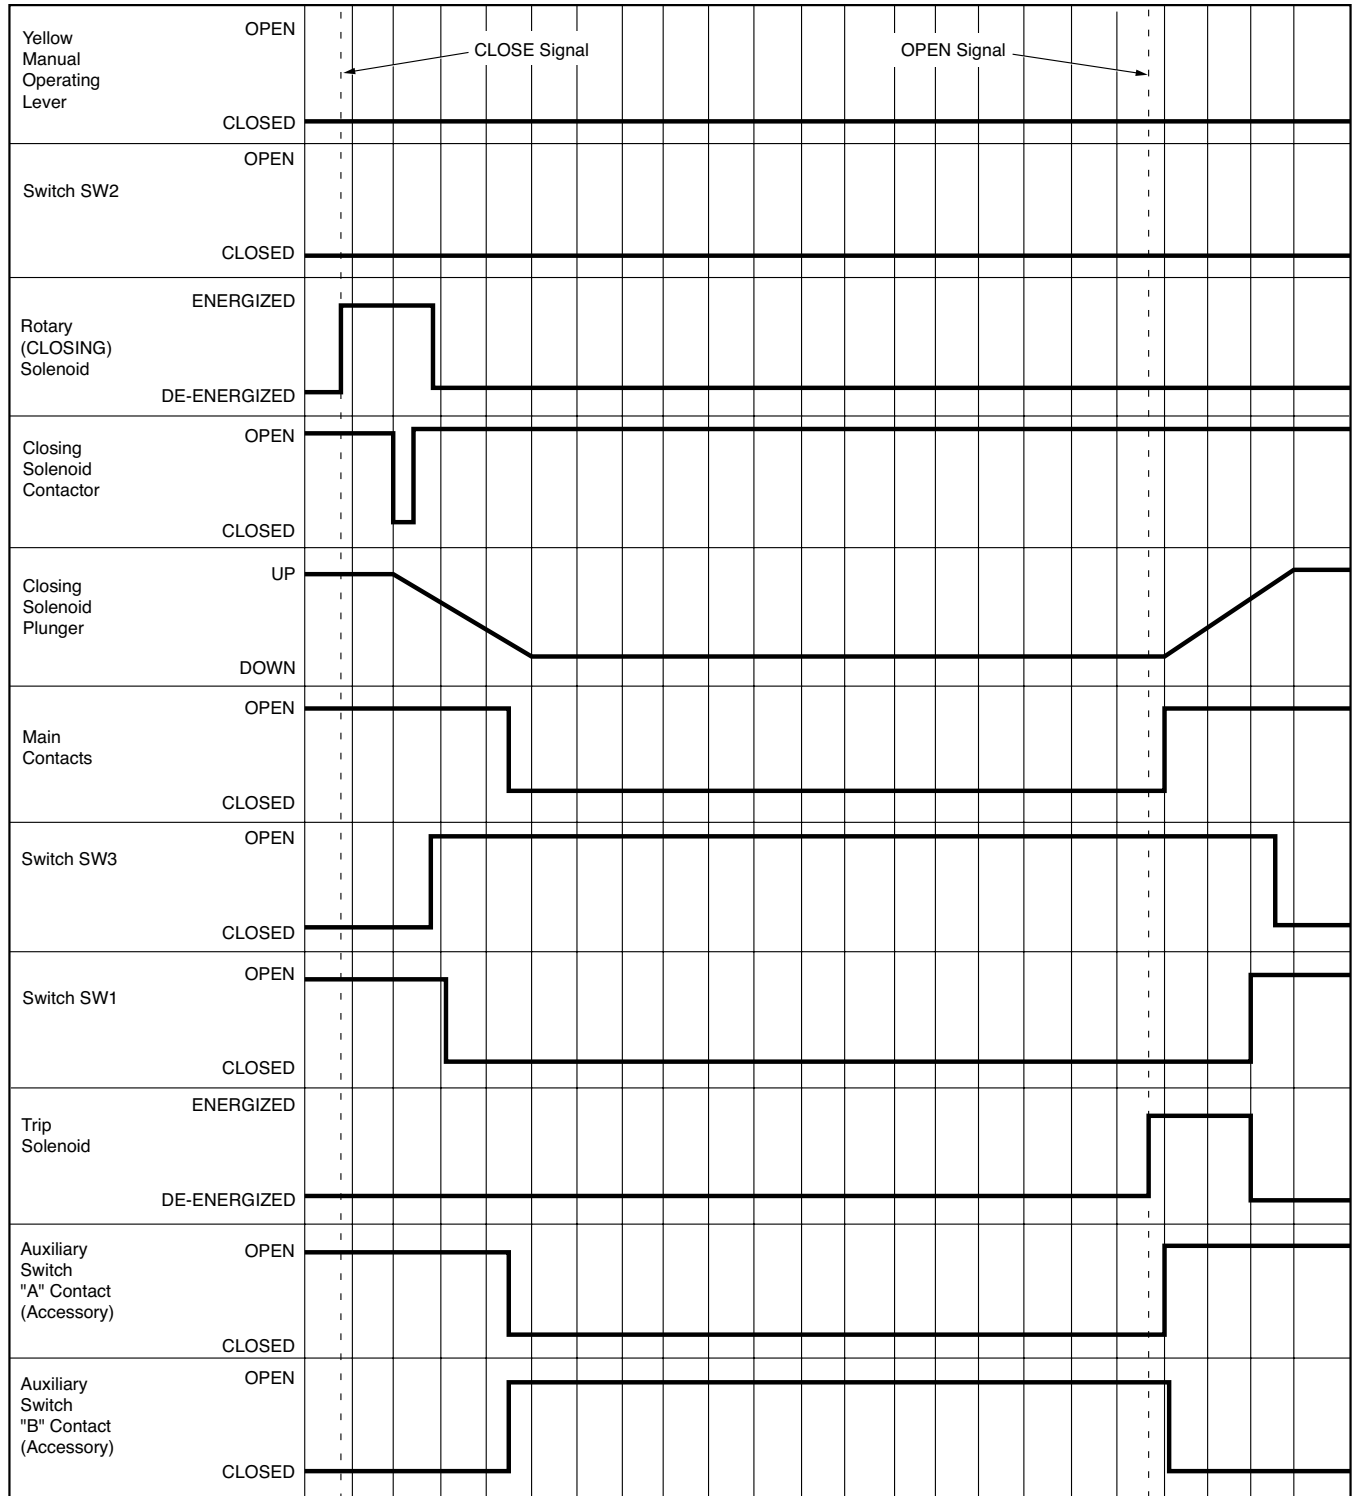 Yellow
Manual
Operating
Lever
OPEN
CLOSED
CLOSE Signal
OPEN Signal
Switch SW2
OPEN
CLOSED
Rotary
(CLOSING)
Solenoid
ENERGIZED
DE-ENERGIZED
Closing
Solenoid
Contactor
OPEN
CLOSED
Closing
Solenoid
Plunger
UP
DOWN
Main
Contacts
OPEN
CLOSED
Switch SW3
OPEN
CLOSED
Switch SW1
OPEN
CLOSED
Trip
Solenoid
ENERGIZED
DE-ENERGIZED
Auxiliary
Switch
"A" Contact
(Accessory)
OPEN
CLOSED
Auxiliary
Switch
"B" Contact
(Accessory)
OPEN
CLOSED